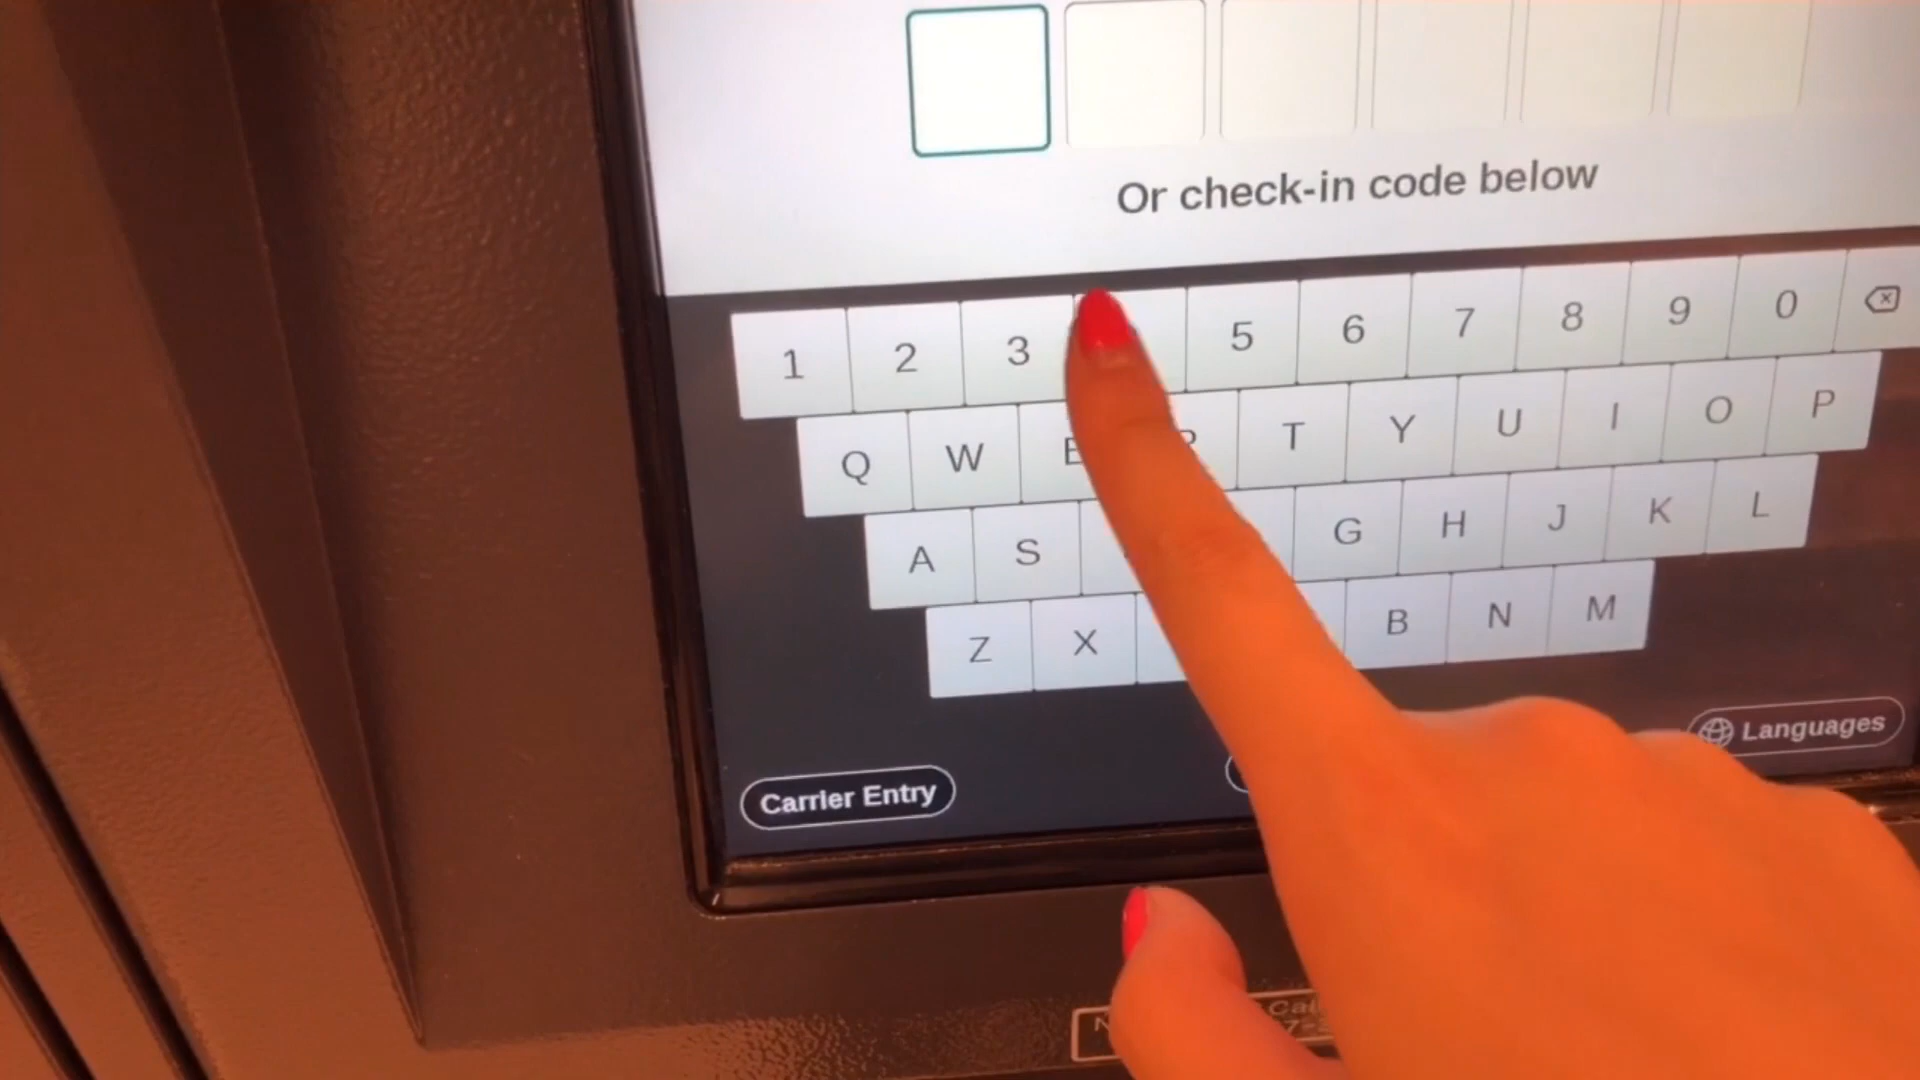 Or check-in code below
1 2 3 5 6 7 8 9 0
Q W E T Y U I O P
A S G H J K L
Z X B N M
Carrier Entry
Languages